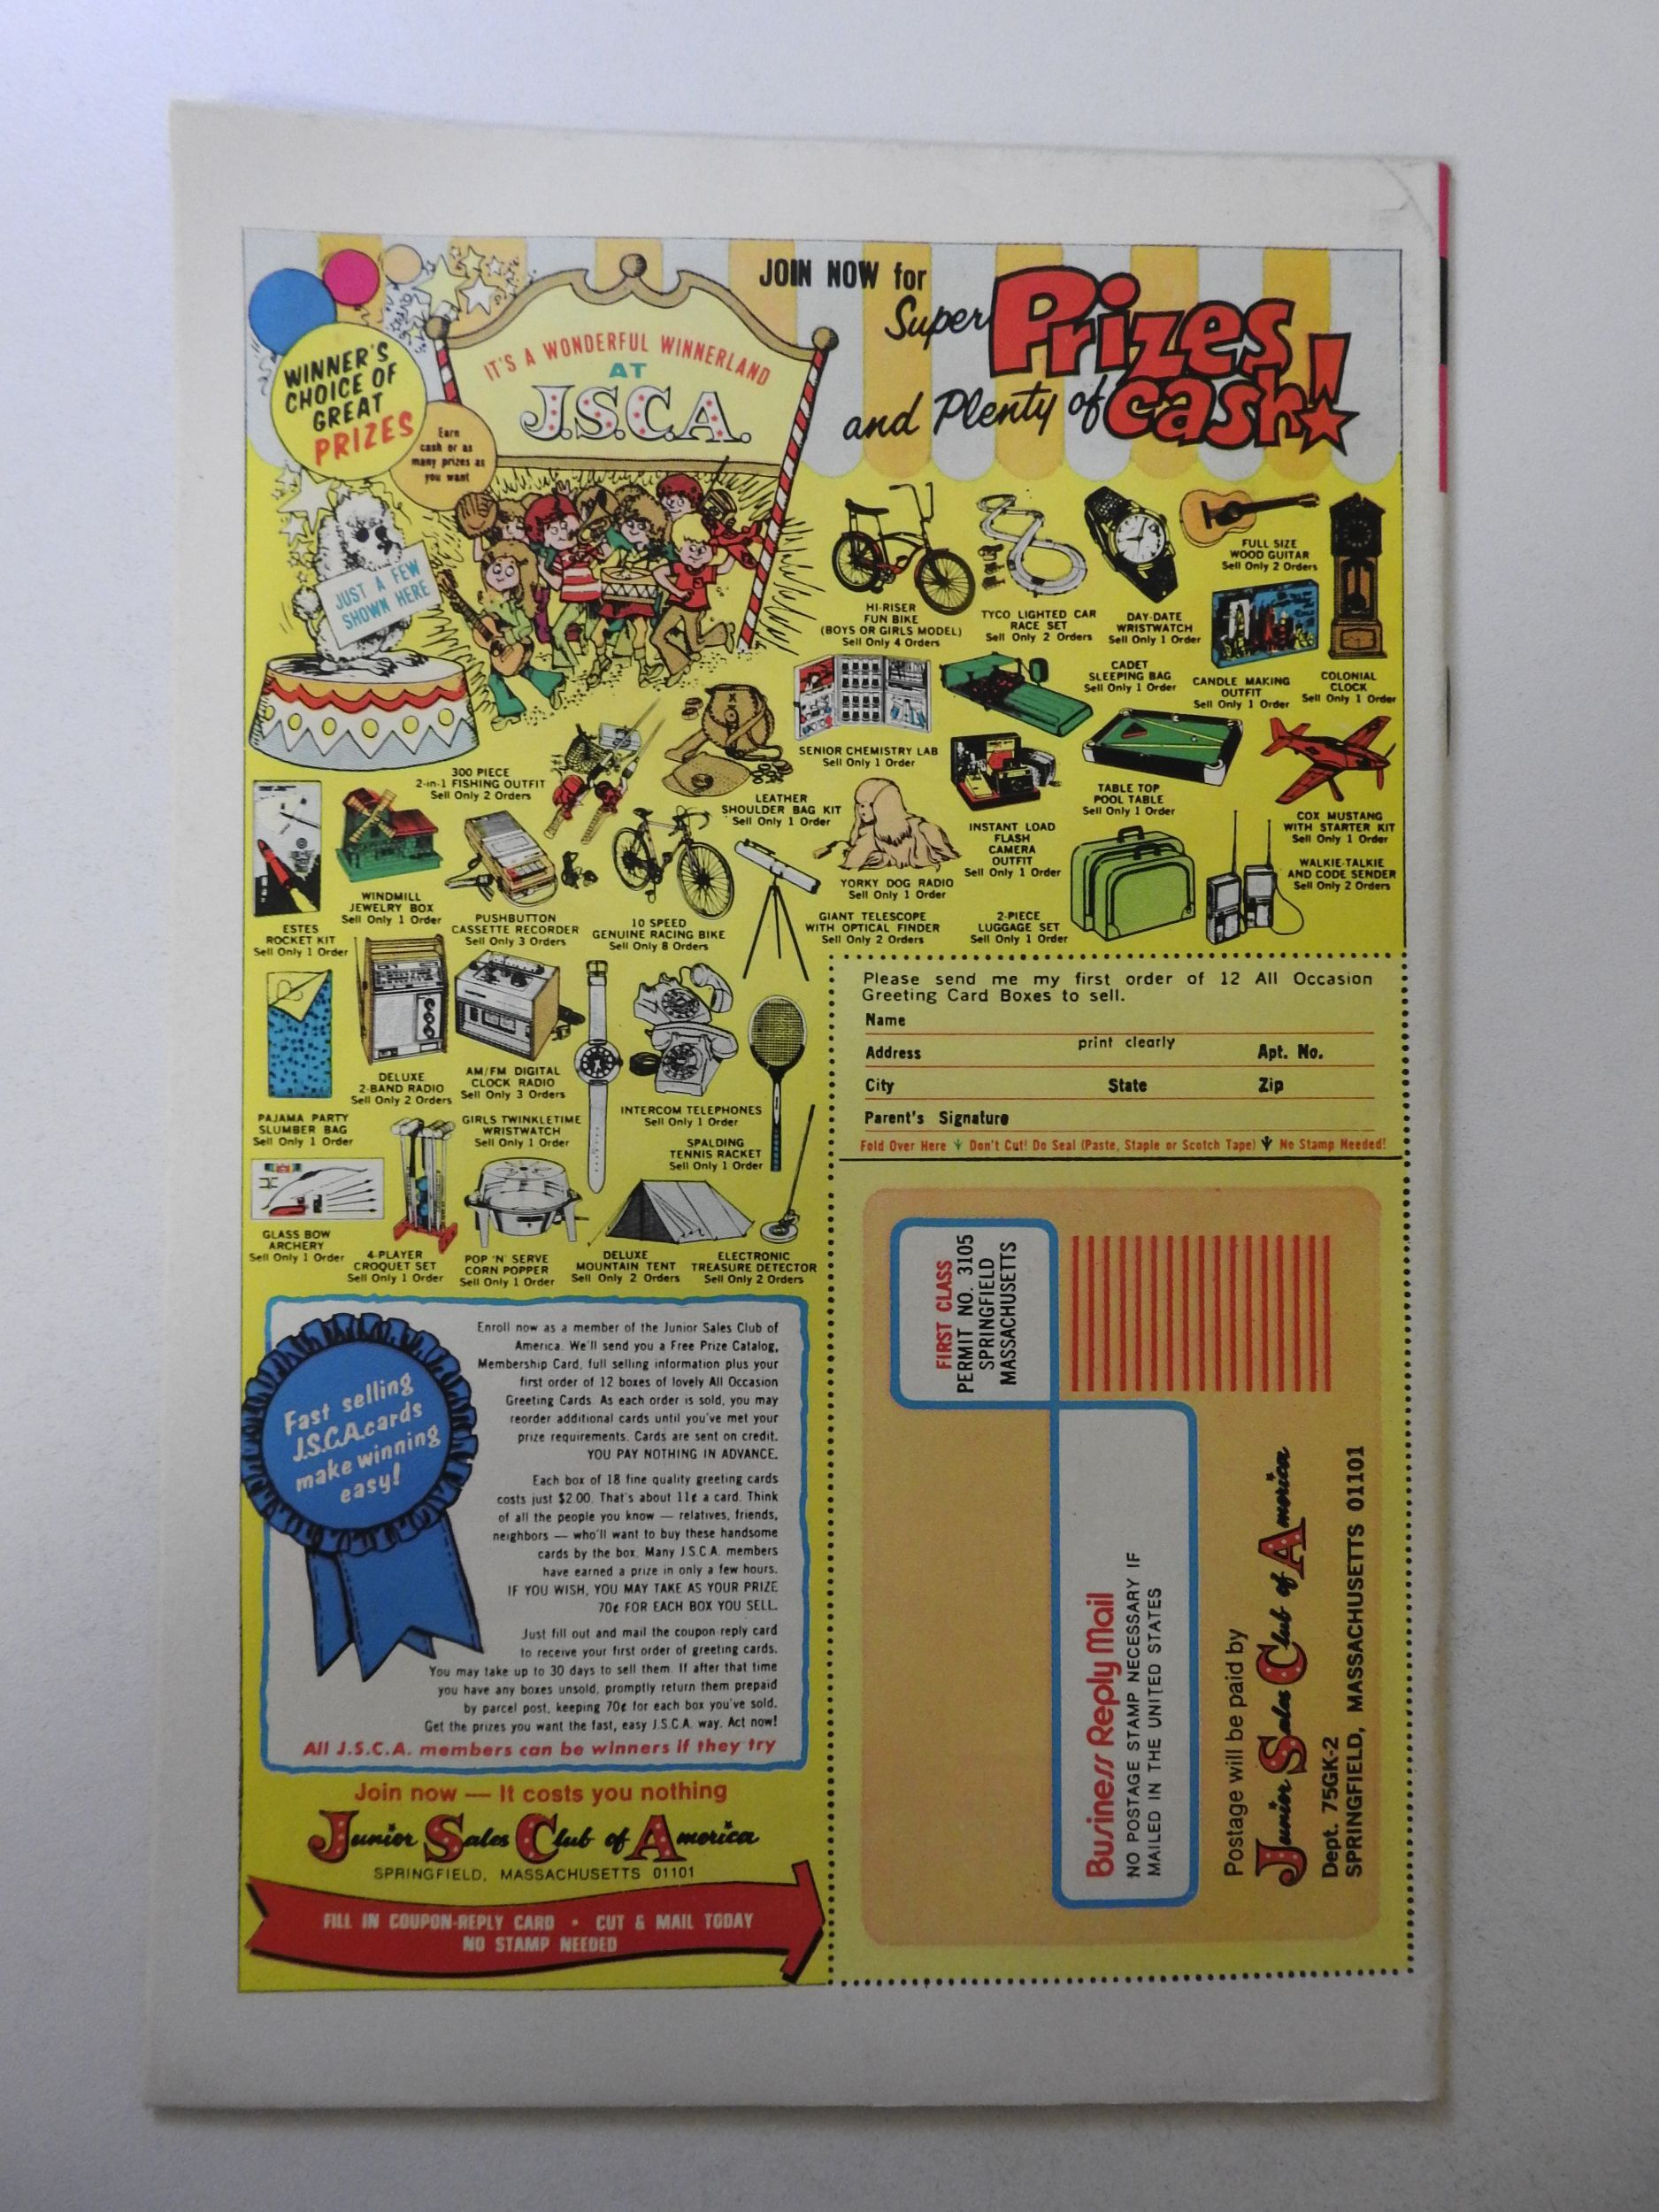 WINNER'S
CHOICE OF
GREAT
PRIZES
Earn
cash or as
many prizes as
you want
IT'S A WONDERFUL WINNERLAND
AT
J.S.C.A.
JUST A FEW
SHOWN HERE
JOIN NOW for
Super Prizes
and Plenty of cash!
HI-RISER
FUN BIKE
(BOYS OR GIRLS MODEL)
Sell Only 4 Orders
TYCO LIGHTED CAR
RACE SET
Sell Only 2 Orders
DAY-DATE
WRISTWATCH
Sell Only 1 Order
FULL SIZE
WOOD GUITAR
Sell Only 2 Orders
CADET
SLEEPING BAG
Sell Only 1 Order
CANDLE MAKING
OUTFIT
Sell Only 1 Order
COLONIAL
CLOCK
Sell Only 1 Order
SENIOR CHEMISTRY LAB
Sell Only 1 Order
300 PIECE
2-in-1 FISHING OUTFIT
Sell Only 2 Orders
LEATHER
SHOULDER BAG KIT
Sell Only 1 Order
TABLE TOP
POOL TABLE
Sell Only 1 Order
COX MUSTANG
WITH STARTER KIT
Sell Only 1 Order
INSTANT LOAD
FLASH
CAMERA
OUTFIT
Sell Only 1 Order
WALKIE-TALKIE
AND CODE SENDER
Sell Only 2 Orders
YORKY DOG RADIO
Sell Only 1 Order
ESTES
ROCKET KIT
Sell Only 1 Order
WINDMILL
JEWELRY BOX
Sell Only 1 Order
PUSHBUTTON
CASSETTE RECORDER
Sell Only 3 Orders
10 SPEED
GENUINE RACING BIKE
Sell Only 8 Orders
GIANT TELESCOPE
WITH OPTICAL FINDER
Sell Only 2 Orders
2-PIECE
LUGGAGE SET
Sell Only 1 Order
PAJAMA PARTY
SLUMBER BAG
Sell Only 1 Order
DELUXE
2-BAND RADIO
Sell Only 2 Orders
AM/FM DIGITAL
CLOCK RADIO
Sell Only 3 Orders
GIRLS TWINKLETIME
WRISTWATCH
Sell Only 1 Order
INTERCOM TELEPHONES
Sell Only 1 Order
SPALDING
TENNIS RACKET
Sell Only 1 Order
GLASS BOW
ARCHERY
Sell Only 1 Order
4-PLAYER
CROQUET SET
Sell Only 1 Order
POP 'N' SERVE
CORN POPPER
Sell Only 1 Order
DELUXE
MOUNTAIN TENT
Sell Only 2 Orders
ELECTRONIC
TREASURE DETECTOR
Sell Only 2 Orders
Fast selling
J.S.C.A. cards
make winning
easy!
Enroll now as a member of the Junior Sales Club of
America. We'll send you a Free Prize Catalog,
Membership Card, full selling information plus your
first order of 12 boxes of lovely All Occasion
Greeting Cards. As each order is sold, you may
reorder additional cards until you've met your
prize requirements. Cards are sent on credit.
YOU PAY NOTHING IN ADVANCE.
Each box of 18 fine quality greeting cards
costs just $2.00. That's about 11¢ a card. Think
of all the people you know — relatives, friends,
neighbors — who'll want to buy these handsome
cards by the box. Many J.S.C.A. members
have earned a prize in only a few hours.
IF YOU WISH, YOU MAY TAKE AS YOUR PRIZE
70¢ FOR EACH BOX YOU SELL.
Just fill out and mail the coupon-reply card
to receive your first order of greeting cards.
You may take up to 30 days to sell them. If after that time
you have any boxes unsold, promptly return them prepaid
by parcel post, keeping 70¢ for each box you've sold.
Get the prizes you want the fast, easy J.S.C.A. way. Act now!
All J.S.C.A. members can be winners if they try
Join now — It costs you nothing
Junior Sales Club of America
SPRINGFIELD, MASSACHUSETTS 01101
FILL IN COUPON-REPLY CARD • CUT & MAIL TODAY
NO STAMP NEEDED
Please send me my first order of 12 All Occasion
Greeting Card Boxes to sell.
Name
print clearly
Address Apt. No.
City State Zip
Parent's Signature
Fold Over Here Don't Cut! Do Seal (Paste, Staple or Scotch Tape) No Stamp Needed!
FIRST CLASS
PERMIT NO. 3105
SPRINGFIELD
MASSACHUSETTS
Business Reply Mail
NO POSTAGE STAMP NECESSARY IF
MAILED IN THE UNITED STATES
Postage will be paid by
Junior Sales Club of America
Dept. 75GK-2
SPRINGFIELD, MASSACHUSETTS 01101